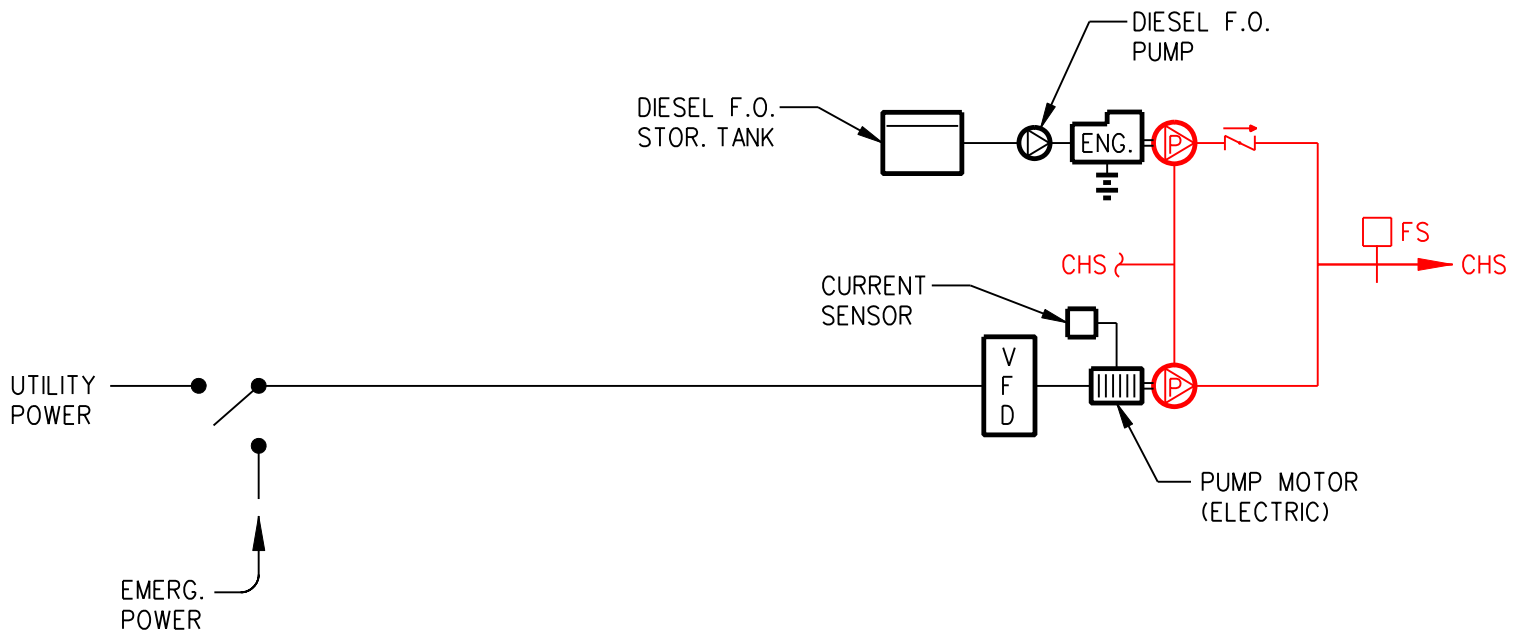 DIESEL F.O.
PUMP
DIESEL F.O.
STOR. TANK
ENG.
P
FS
CHS
CHS
CURRENT
SENSOR
V
F
D
P
UTILITY
POWER
PUMP MOTOR
(ELECTRIC)
EMERG.
POWER